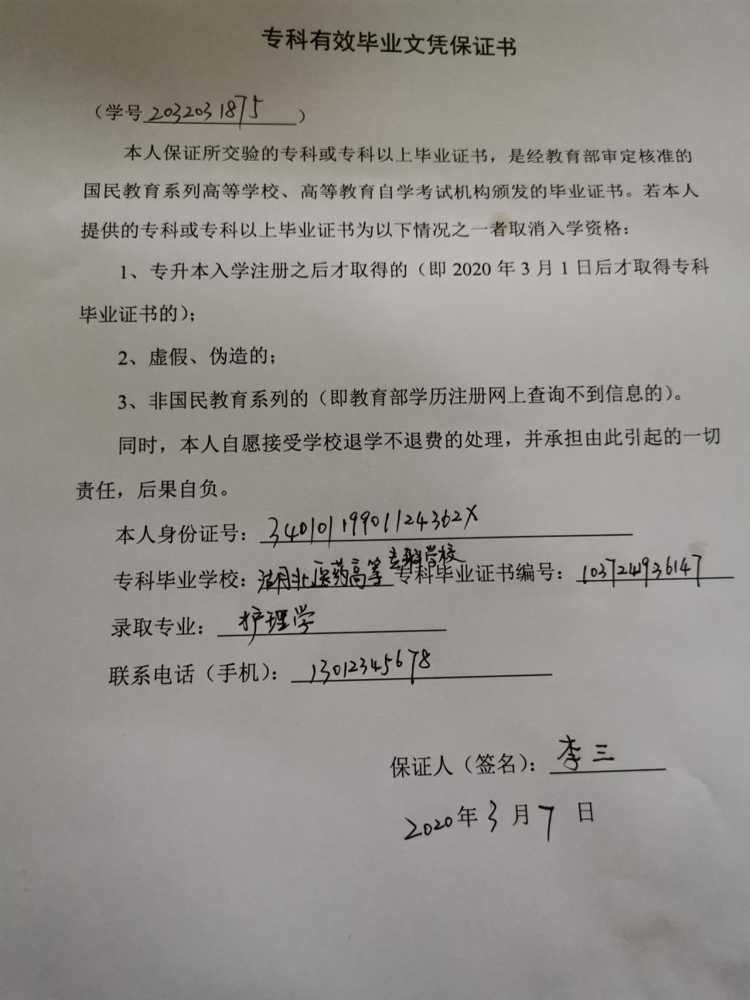 专科有效毕业文凭保证书
（学号2032031875）
本人保证所交验的专科或专科以上毕业证书，是经教育部审定核准的
国民教育系列高等学校、高等教育自学考试机构颁发的毕业证书。若本人
提供的专科或专科以上毕业证书为以下情况之一者取消入学资格：
1、专升本入学注册之后才取得的（即 2020 年 3 月 1 日后才取得专科
毕业证书的）；
2、虚假、伪造的；
3、非国民教育系列的（即教育部学历注册网上查询不到信息的）。
同时，本人自愿接受学校退学不退费的处理，并承担由此引起的一切
责任，后果自负。
本人身份证号：34010119901124362X
专科毕业学校：湖北医药高等专科学校 专科毕业证书编号：1037241936147
录取专业：护理学
联系电话（手机）：13012345678
保证人（签名）：李三
2020年3月7日